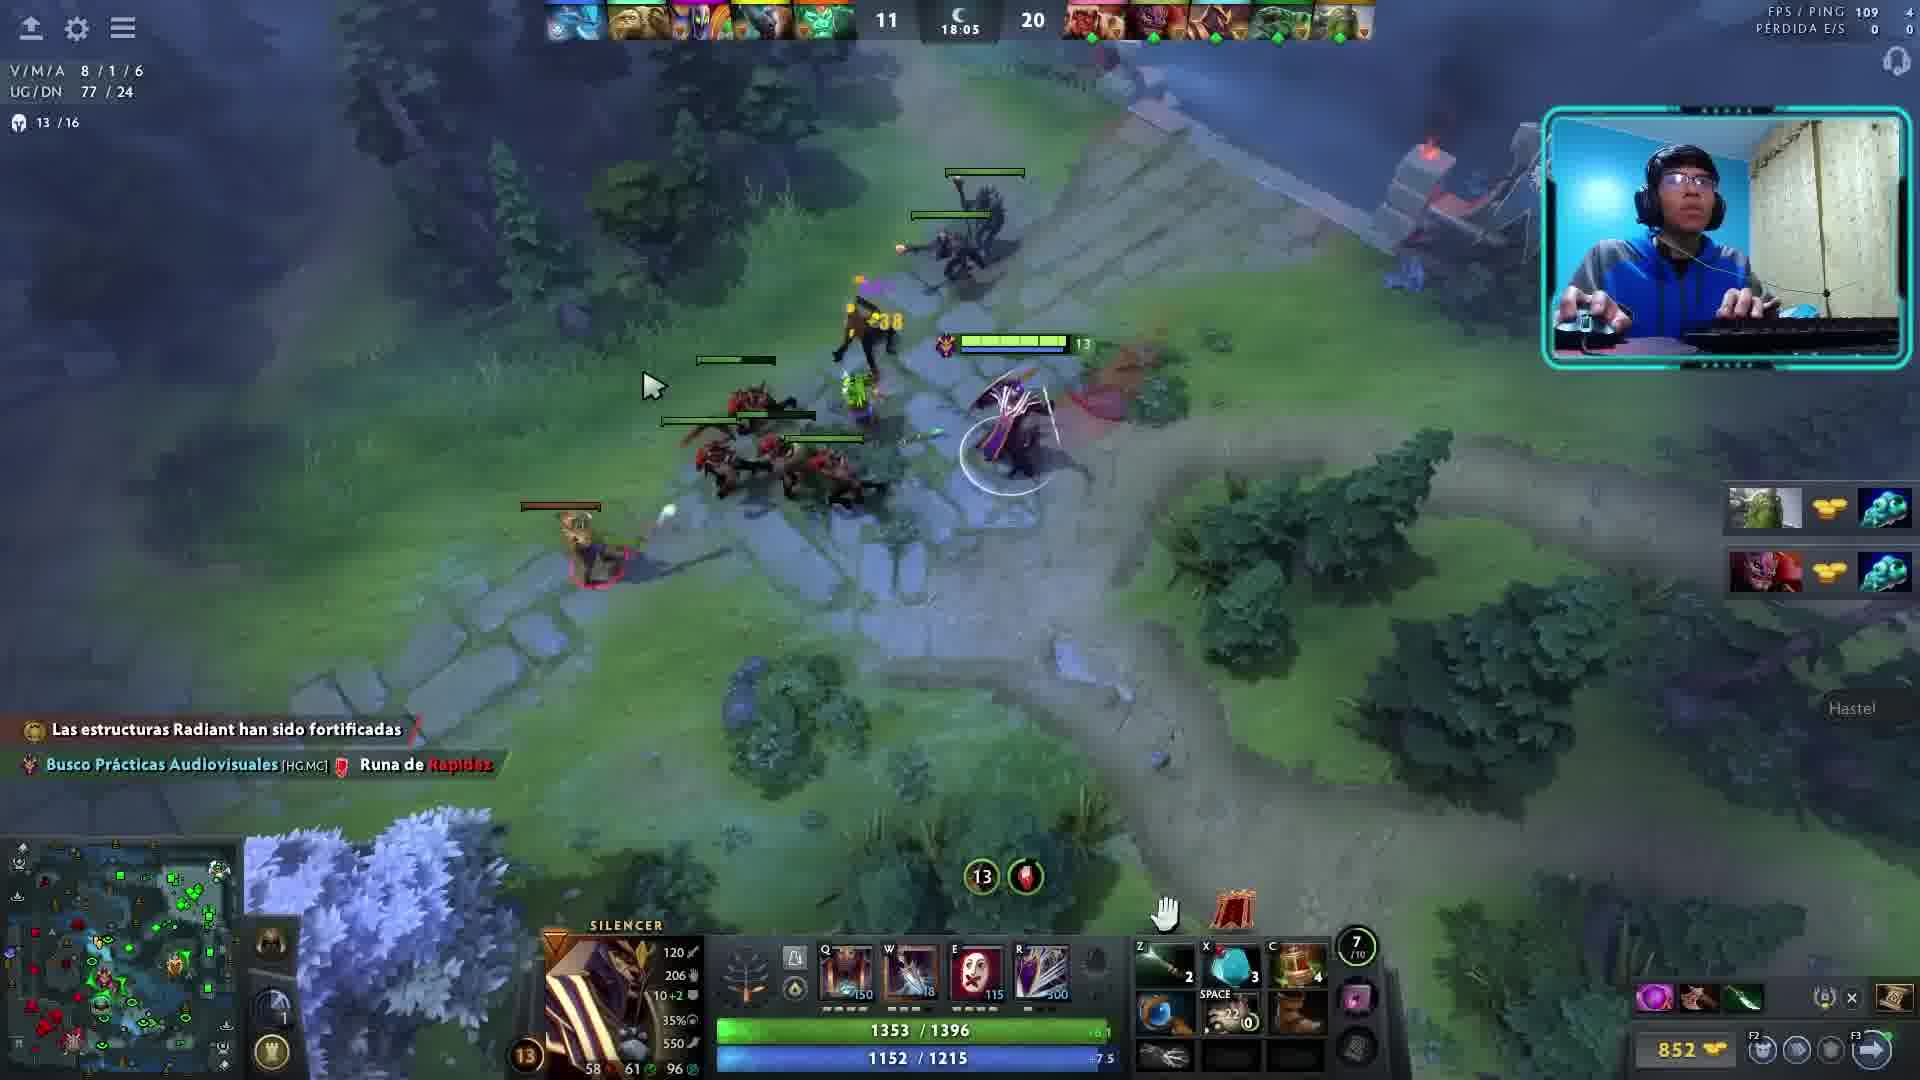 11 18:05 20
FPS / PING 109 4
PÉRDIDA E/S 0 0
V/M/A 8 / 1 / 6
UG/DN 77 / 24
13 /16
38
13
Hastel
Las estructuras Radiant han sido fortificadas
Busco Prácticas Audiovisuales [HG.MC] Runa de Rapidez
13
SILENCER
120
206
10+2
35%
550
58 61 96
13
Q W E R
150 18 115 300
1353 / 1396 +6.1
1152 / 1215 +7.5
Z 2 X 3 C 4
SPACE 22 0
7 /10
1
852 F2 F3